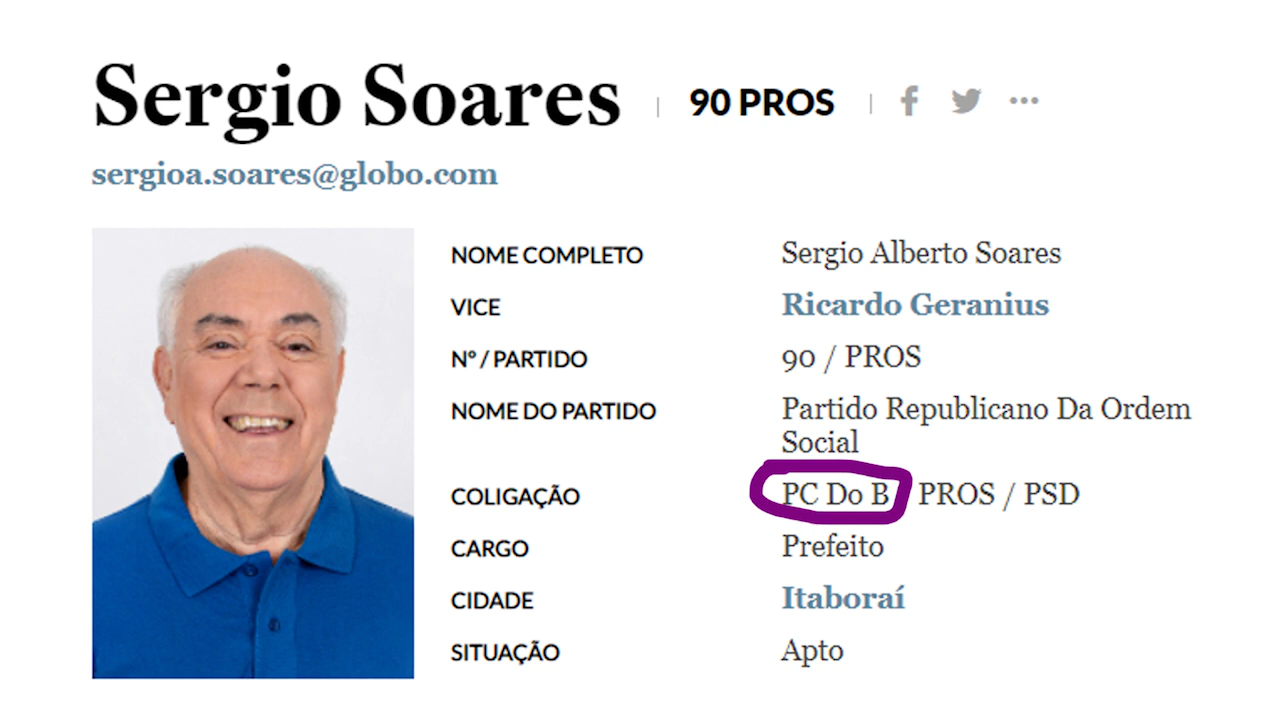 Sergio Soares | 90 PROS |
sergioa.soares@globo.com
NOME COMPLETO Sergio Alberto Soares
VICE Ricardo Geranius
Nº / PARTIDO 90 / PROS
NOME DO PARTIDO Partido Republicano Da Ordem
Social
COLIGAÇÃO PC Do B PROS / PSD
CARGO Prefeito
CIDADE Itaboraí
SITUAÇÃO Apto